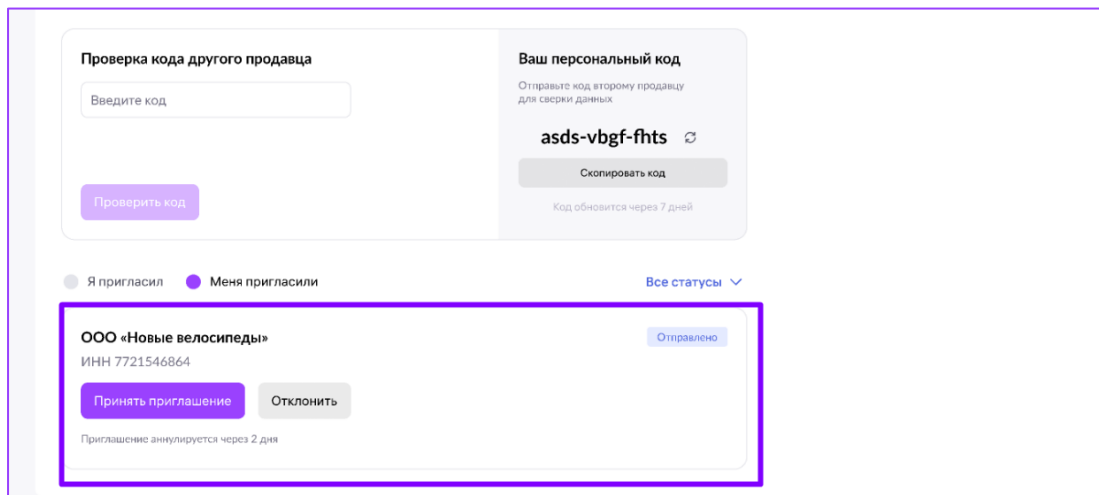 Проверка кода другого продавца
Введите код
Проверить код
Ваш персональный код
Отправьте код второму продавцу
для сверки данных
asds-vbgf-fhts
Скопировать код
Код обновится через 7 дней
Я пригласил
Меня пригласили
Все статусы
ООО «Новые велосипеды»
Отправлено
ИНН 7721546864
Принять приглашение
Отклонить
Приглашение аннулируется через 2 дня